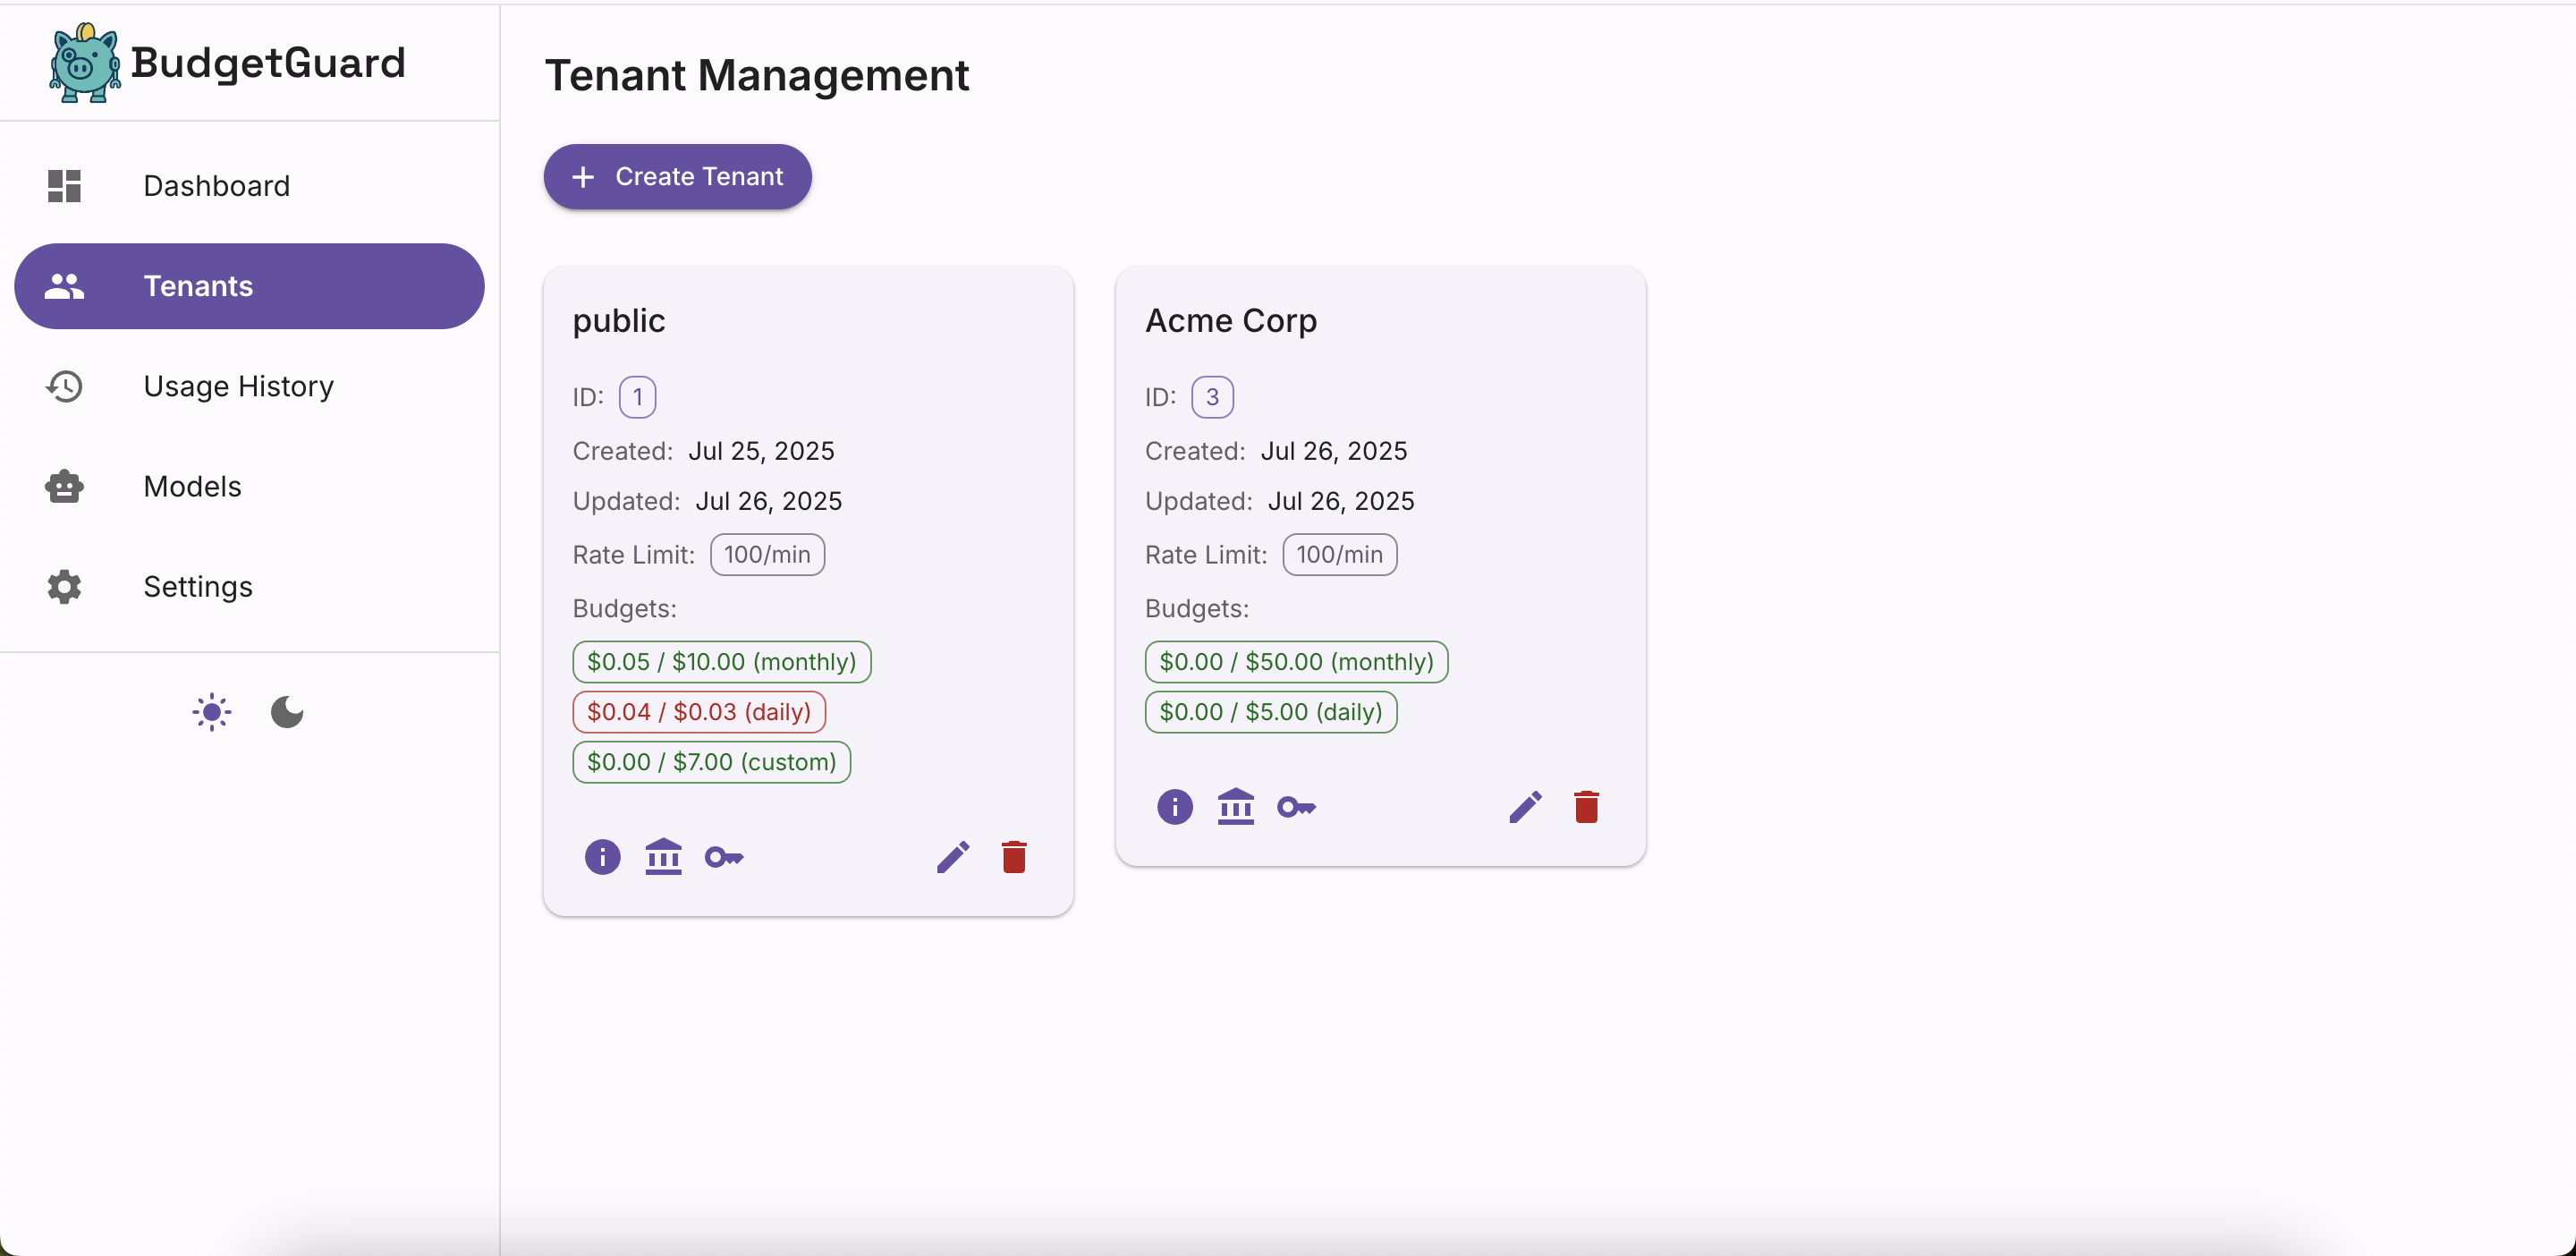 BudgetGuard
Dashboard
Tenants
Usage History
Models
Settings
Tenant Management
+ Create Tenant
public
ID: 1
Created: Jul 25, 2025
Updated: Jul 26, 2025
Rate Limit: 100/min
Budgets:
$0.05 / $10.00 (monthly)
$0.04 / $0.03 (daily)
$0.00 / $7.00 (custom)
Acme Corp
ID: 3
Created: Jul 26, 2025
Updated: Jul 26, 2025
Rate Limit: 100/min
Budgets:
$0.00 / $50.00 (monthly)
$0.00 / $5.00 (daily)